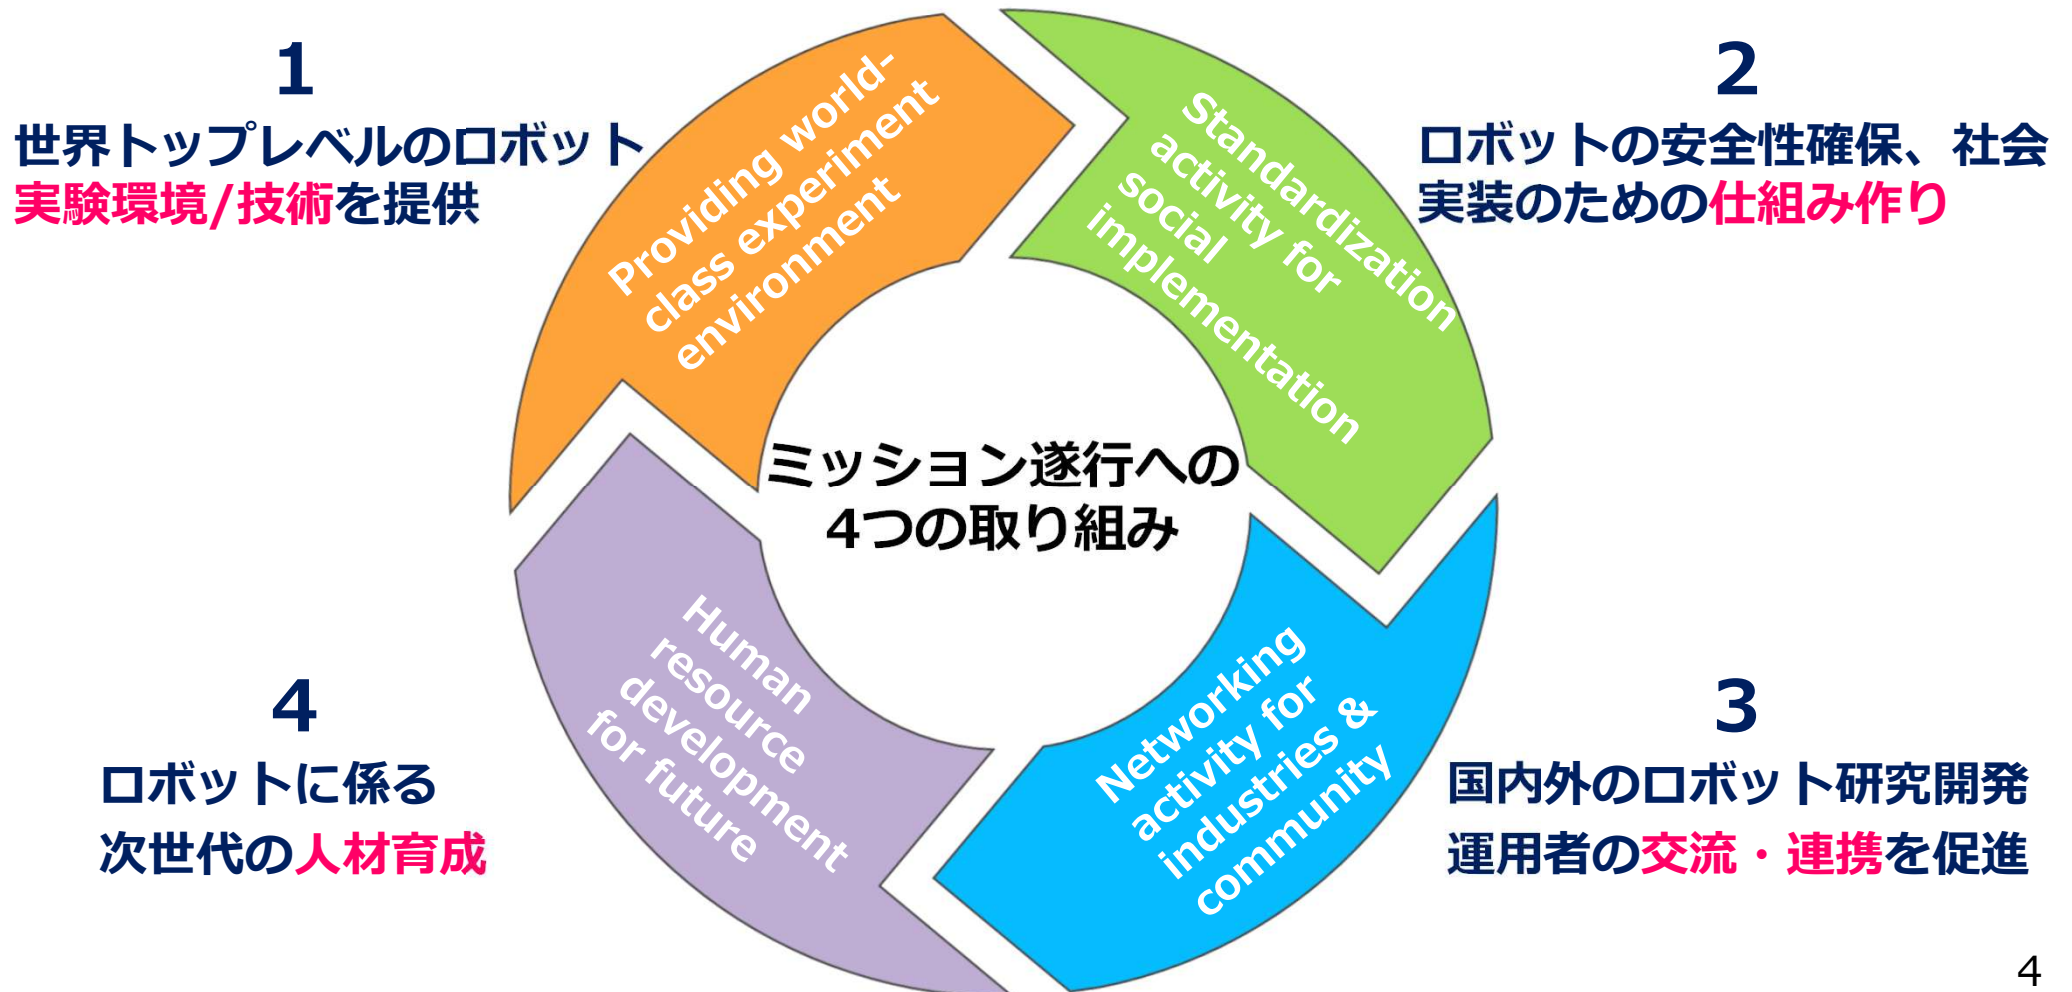 1
世界トップレベルのロボット
実験環境/技術を提供
Providing world-
class experiment
environment
2
ロボットの安全性確保、社会
実装のための仕組み作り
Standardization
activity for
social
implementation
ミッション遂行への
4つの取り組み
3
国内外のロボット研究開発
運用者の交流・連携を促進
Networking
activity for
industries &
community
4
ロボットに係る
次世代の人材育成
Human
resource
development
for future
4